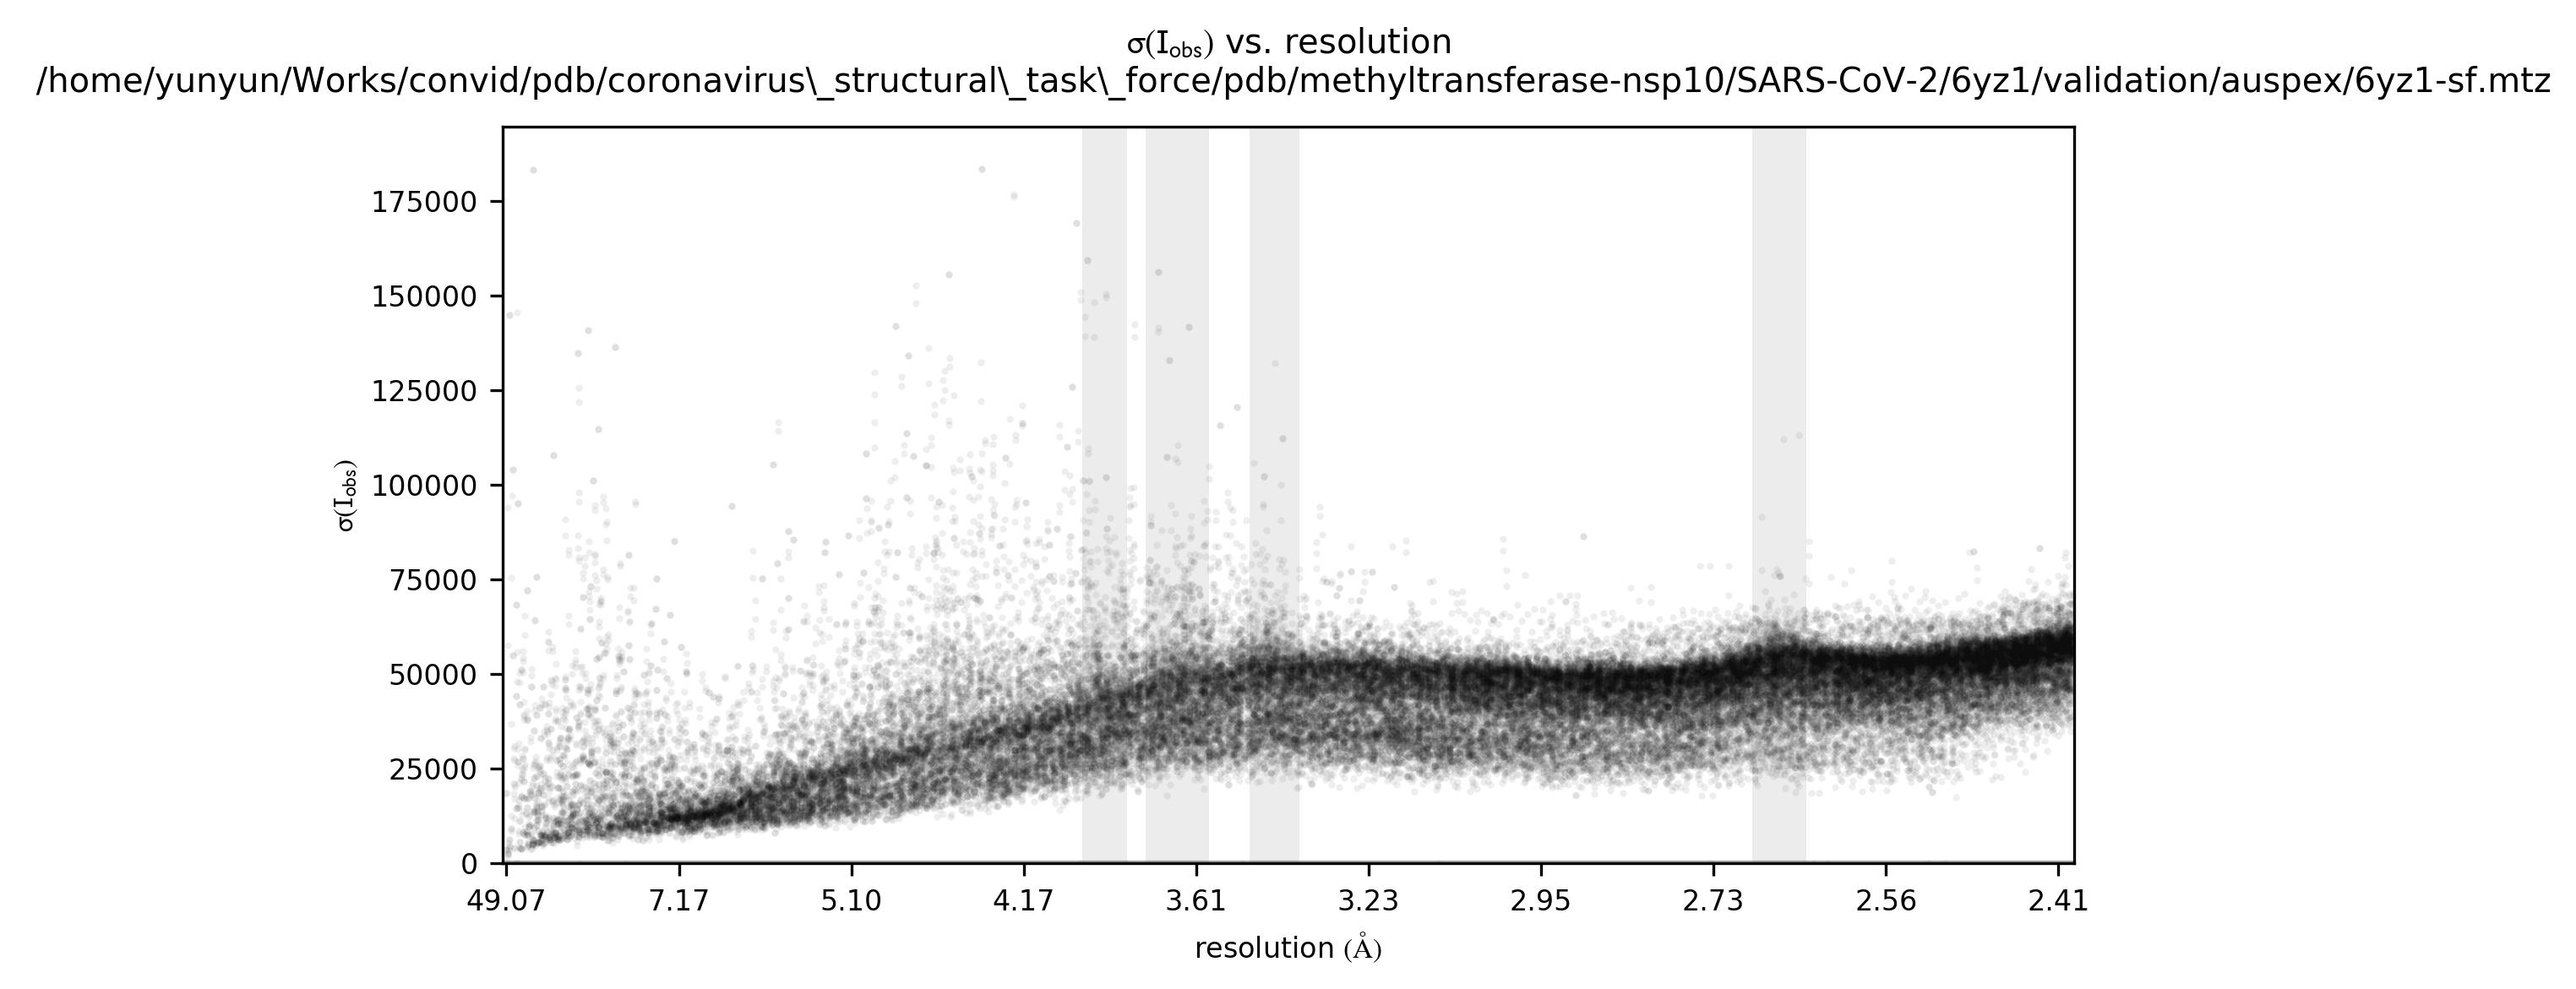 σ(I_obs) vs. resolution
/home/yunyun/Works/convid/pdb/coronavirus\_structural\_task\_force/pdb/methyltransferase-nsp10/SARS-CoV-2/6yz1/validation/auspex/6yz1-sf.mtz
175000
150000
125000
100000
75000
50000
25000
0
σ(I_obs)
49.07 7.17 5.10 4.17 3.61 3.23 2.95 2.73 2.56 2.41
resolution (Å)